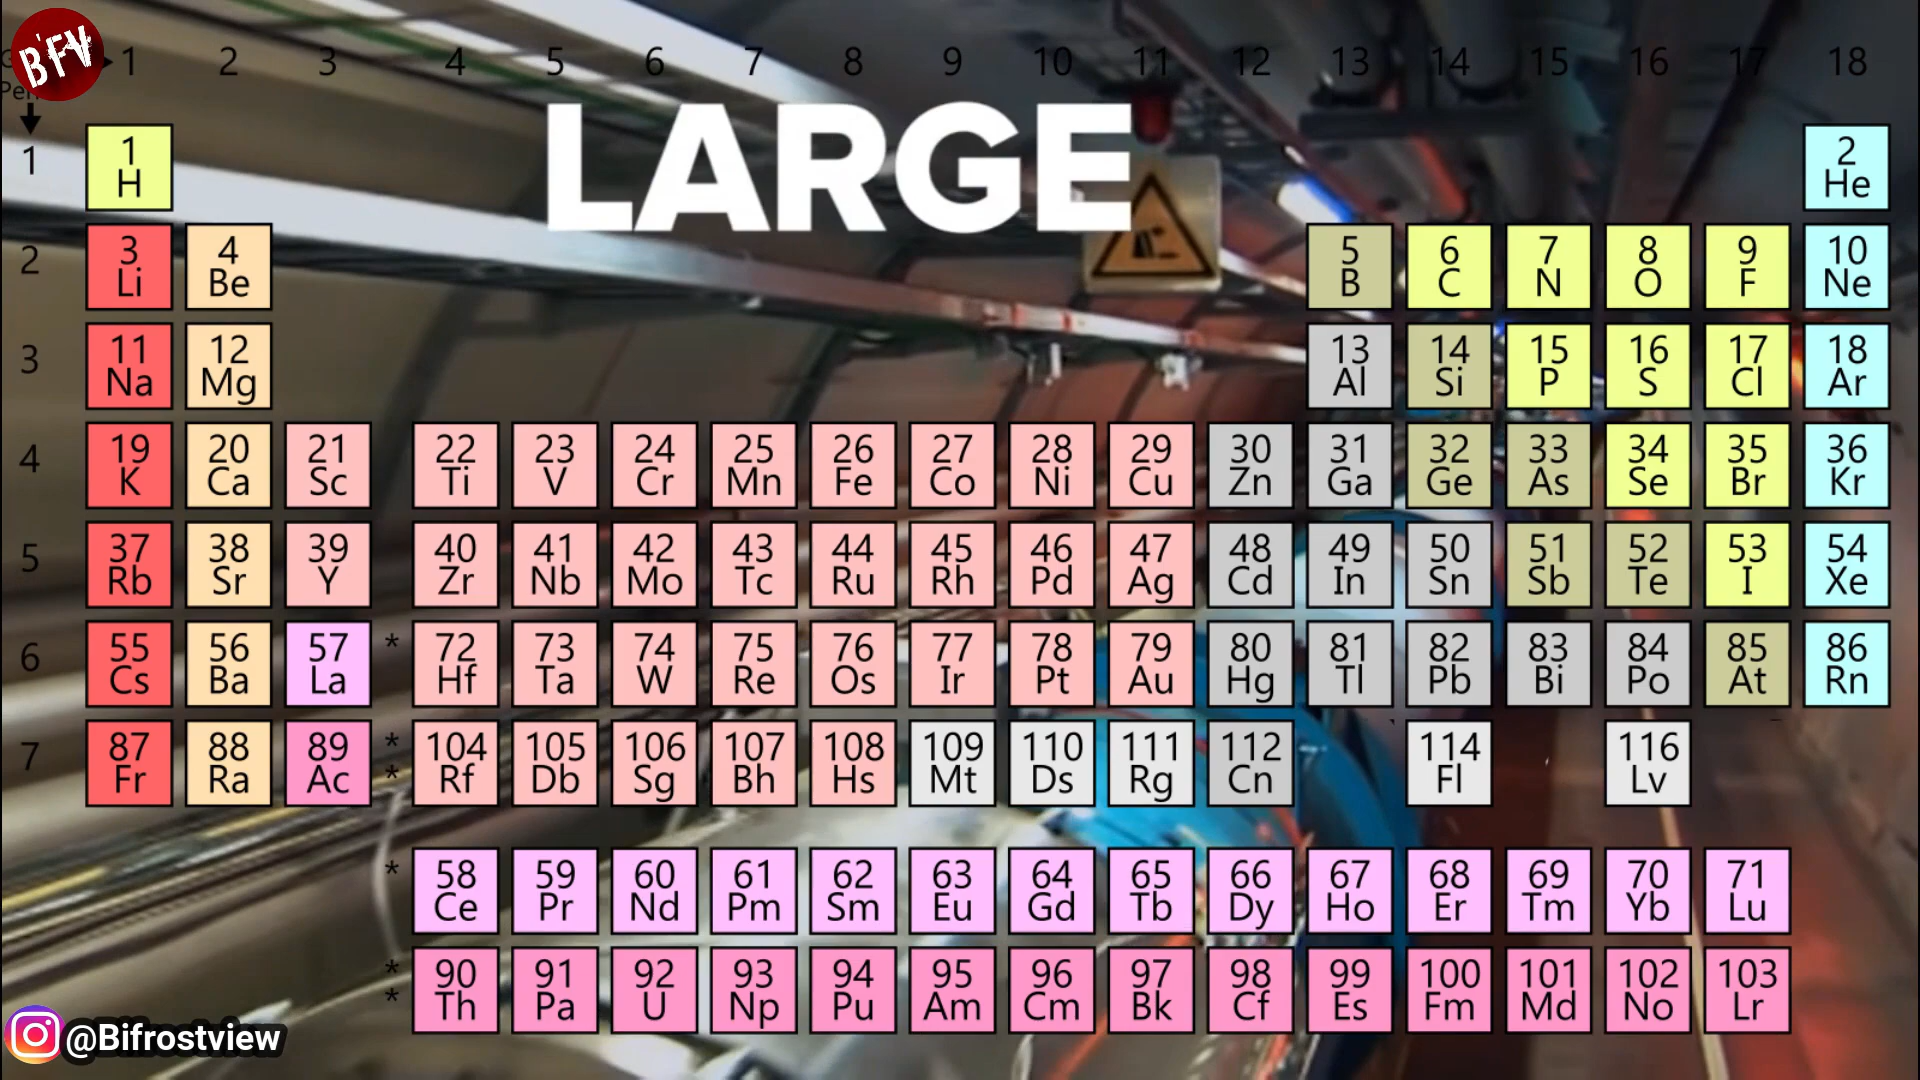 B'FV
1 2 3 4 5 6 7 8 9 10 11 12 13 14 15 16 17 18
LARGE
1
1
H
2
He
2
3
Li
4
Be
5
B
6
C
7
N
8
O
9
F
10
Ne
3
11
Na
12
Mg
13
Al
14
Si
15
P
16
S
17
Cl
18
Ar
4
19
K
20
Ca
21
Sc
22
Ti
23
V
24
Cr
25
Mn
26
Fe
27
Co
28
Ni
29
Cu
30
Zn
31
Ga
32
Ge
33
As
34
Se
35
Br
36
Kr
5
37
Rb
38
Sr
39
Y
40
Zr
41
Nb
42
Mo
43
Tc
44
Ru
45
Rh
46
Pd
47
Ag
48
Cd
49
In
50
Sn
51
Sb
52
Te
53
I
54
Xe
6
55
Cs
56
Ba
57
La
*
72
Hf
73
Ta
74
W
75
Re
76
Os
77
Ir
78
Pt
79
Au
80
Hg
81
Tl
82
Pb
83
Bi
84
Po
85
At
86
Rn
7
87
Fr
88
Ra
89
Ac
*
*
104
Rf
105
Db
106
Sg
107
Bh
108
Hs
109
Mt
110
Ds
111
Rg
112
Cn
114
Fl
116
Lv
*
58
Ce
59
Pr
60
Nd
61
Pm
62
Sm
63
Eu
64
Gd
65
Tb
66
Dy
67
Ho
68
Er
69
Tm
70
Yb
71
Lu
*
*
90
Th
91
Pa
92
U
93
Np
94
Pu
95
Am
96
Cm
97
Bk
98
Cf
99
Es
100
Fm
101
Md
102
No
103
Lr
@Bifrostview